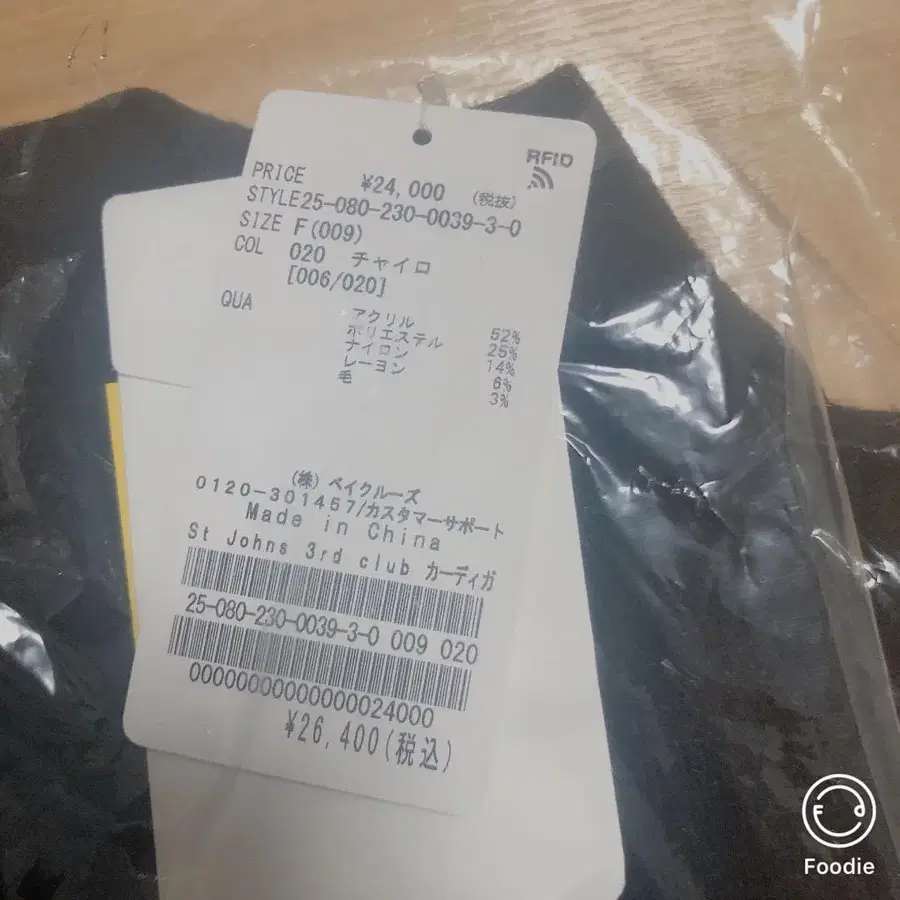 RFID
PRICE ¥24,000 (税抜)
STYLE25-080-230-0039-3-0
SIZE F(009)
COL 020 チャイロ
[006/020]
QUA
アクリル 52%
ポリエステル 25%
ナイロン 14%
レーヨン 6%
毛 3%
(株) ベイクルーズ
0120-301457/カスタマーサポート
Made in China
St Johns 3rd club カーディガ
25-080-230-0039-3-0 009 020
0000000000000024000
¥26,400(税込)
Foodie